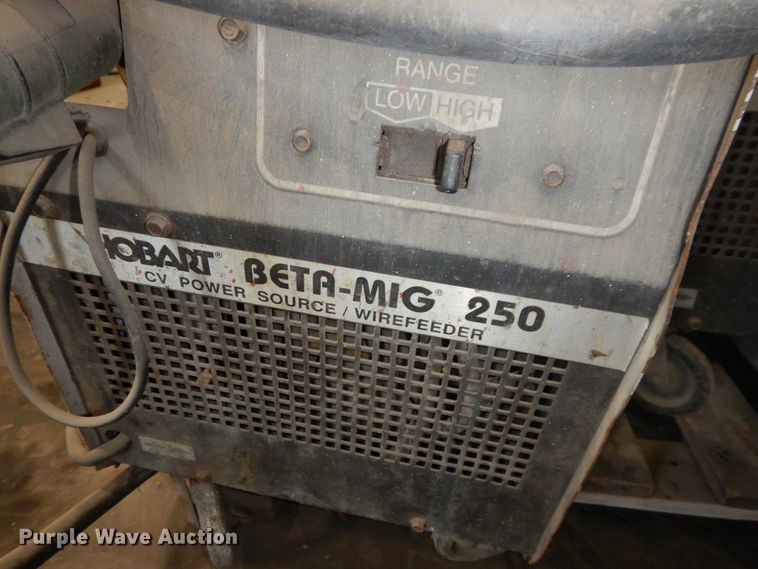 RANGE
LOW HIGH
HOBART® BETA-MIG® 250
CV POWER SOURCE / WIREFEEDER
Purple Wave Auction